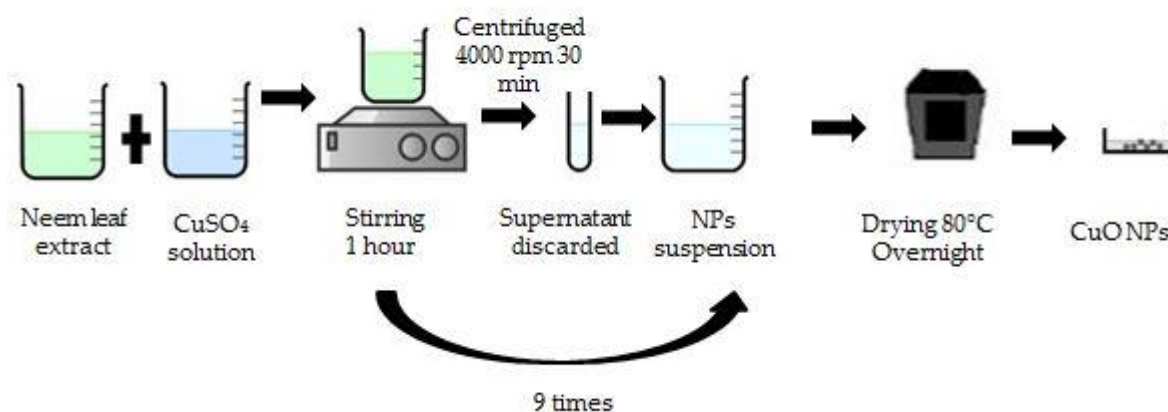 Centrifuged
4000 rpm 30
min
Neem leaf
extract
CuSO₄
solution
Stirring
1 hour
Supernatant
discarded
NPs
suspension
Drying 80°C
Overnight
CuO NPs
9 times